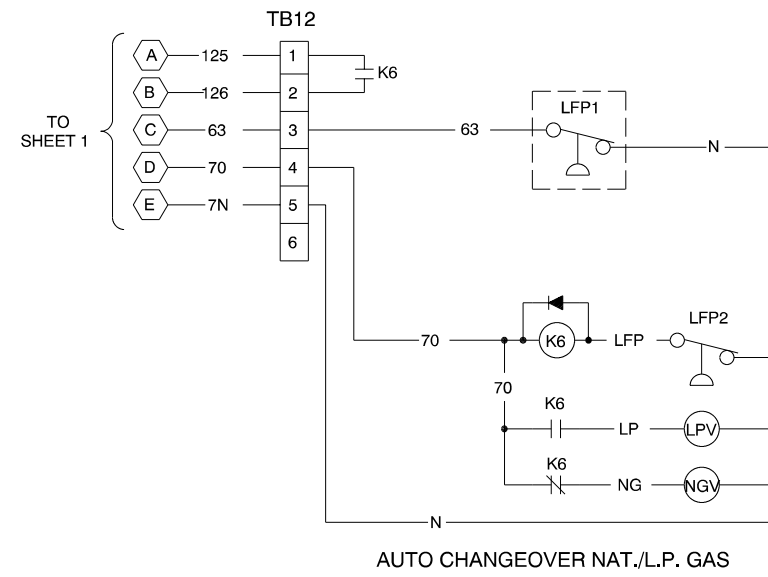 TB12
A 125 1
K6
B 126 2
LFP1
TO
SHEET 1
C 63 3 63
N
D 70 4
E 7N 5
6
LFP2
70 K6 LFP
70
K6
LP LPV
K6
NG NGV
N
AUTO CHANGEOVER NAT./L.P. GAS